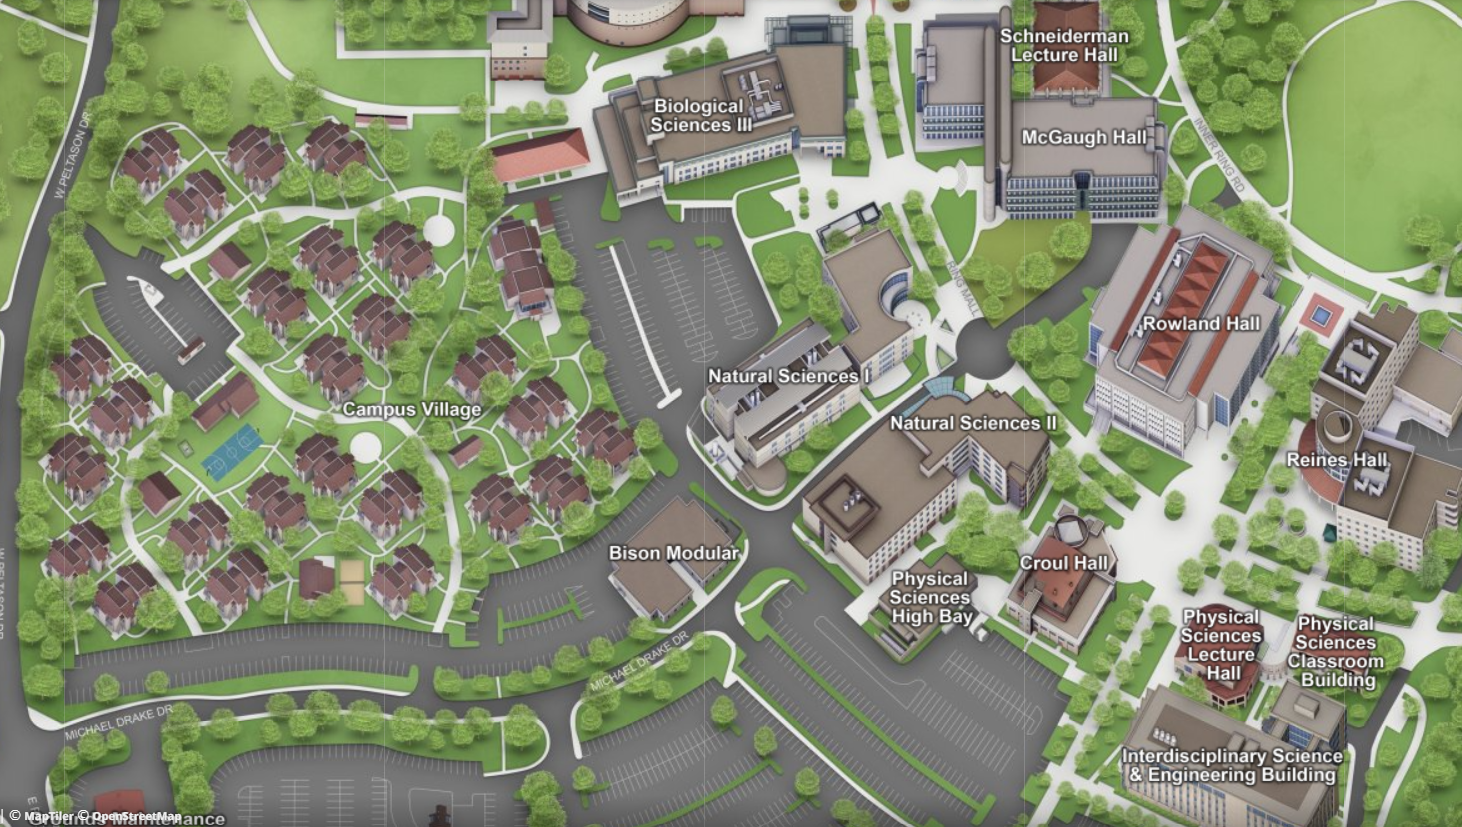 Schneiderman
Lecture Hall
Biological
Sciences III
McGaugh Hall
W PELTASON DR
INNER RING RD
RING MALL
Rowland Hall
Natural Sciences I
Campus Village
Natural Sciences II
Reines Hall
Bison Modular
Croul Hall
Physical
Sciences
High Bay
W PELTASON DR
Physical
Sciences
Lecture
Hall
Physical
Sciences
Classroom
Building
MICHAEL DRAKE DR
MICHAEL DRAKE DR
Interdisciplinary Science
& Engineering Building
Grounds Maintenance
© MapTiler © OpenStreetMap